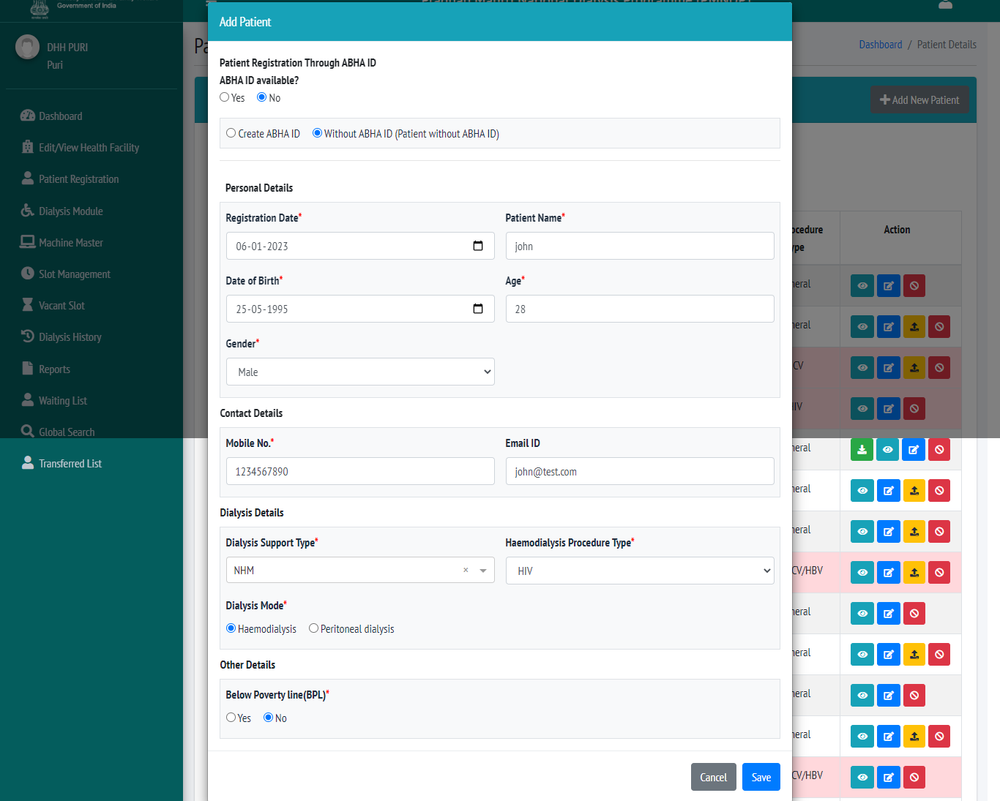 Government of India
DHH PURI
Puri
Dashboard
Edit/View Health Facility
Patient Registration
Dialysis Module
Machine Master
Slot Management
Vacant Slot
Dialysis History
Reports
Waiting List
Global Search
Transferred List
Add Patient
Patient Registration Through ABHA ID
ABHA ID available?
Yes No
Create ABHA ID Without ABHA ID (Patient without ABHA ID)
Personal Details
Registration Date* Patient Name*
06-01-2023 john
Date of Birth* Age*
25-05-1995 28
Gender*
Male
Contact Details
Mobile No.* Email ID
1234567890 john@test.com
Dialysis Details
Dialysis Support Type* Haemodialysis Procedure Type*
NHM × HIV
Dialysis Mode*
Haemodialysis Peritoneal dialysis
Other Details
Below Poverty line(BPL)*
Yes No
Cancel Save
Dashboard / Patient Details
Add New Patient
Action
CV/HBV
CV/HBV